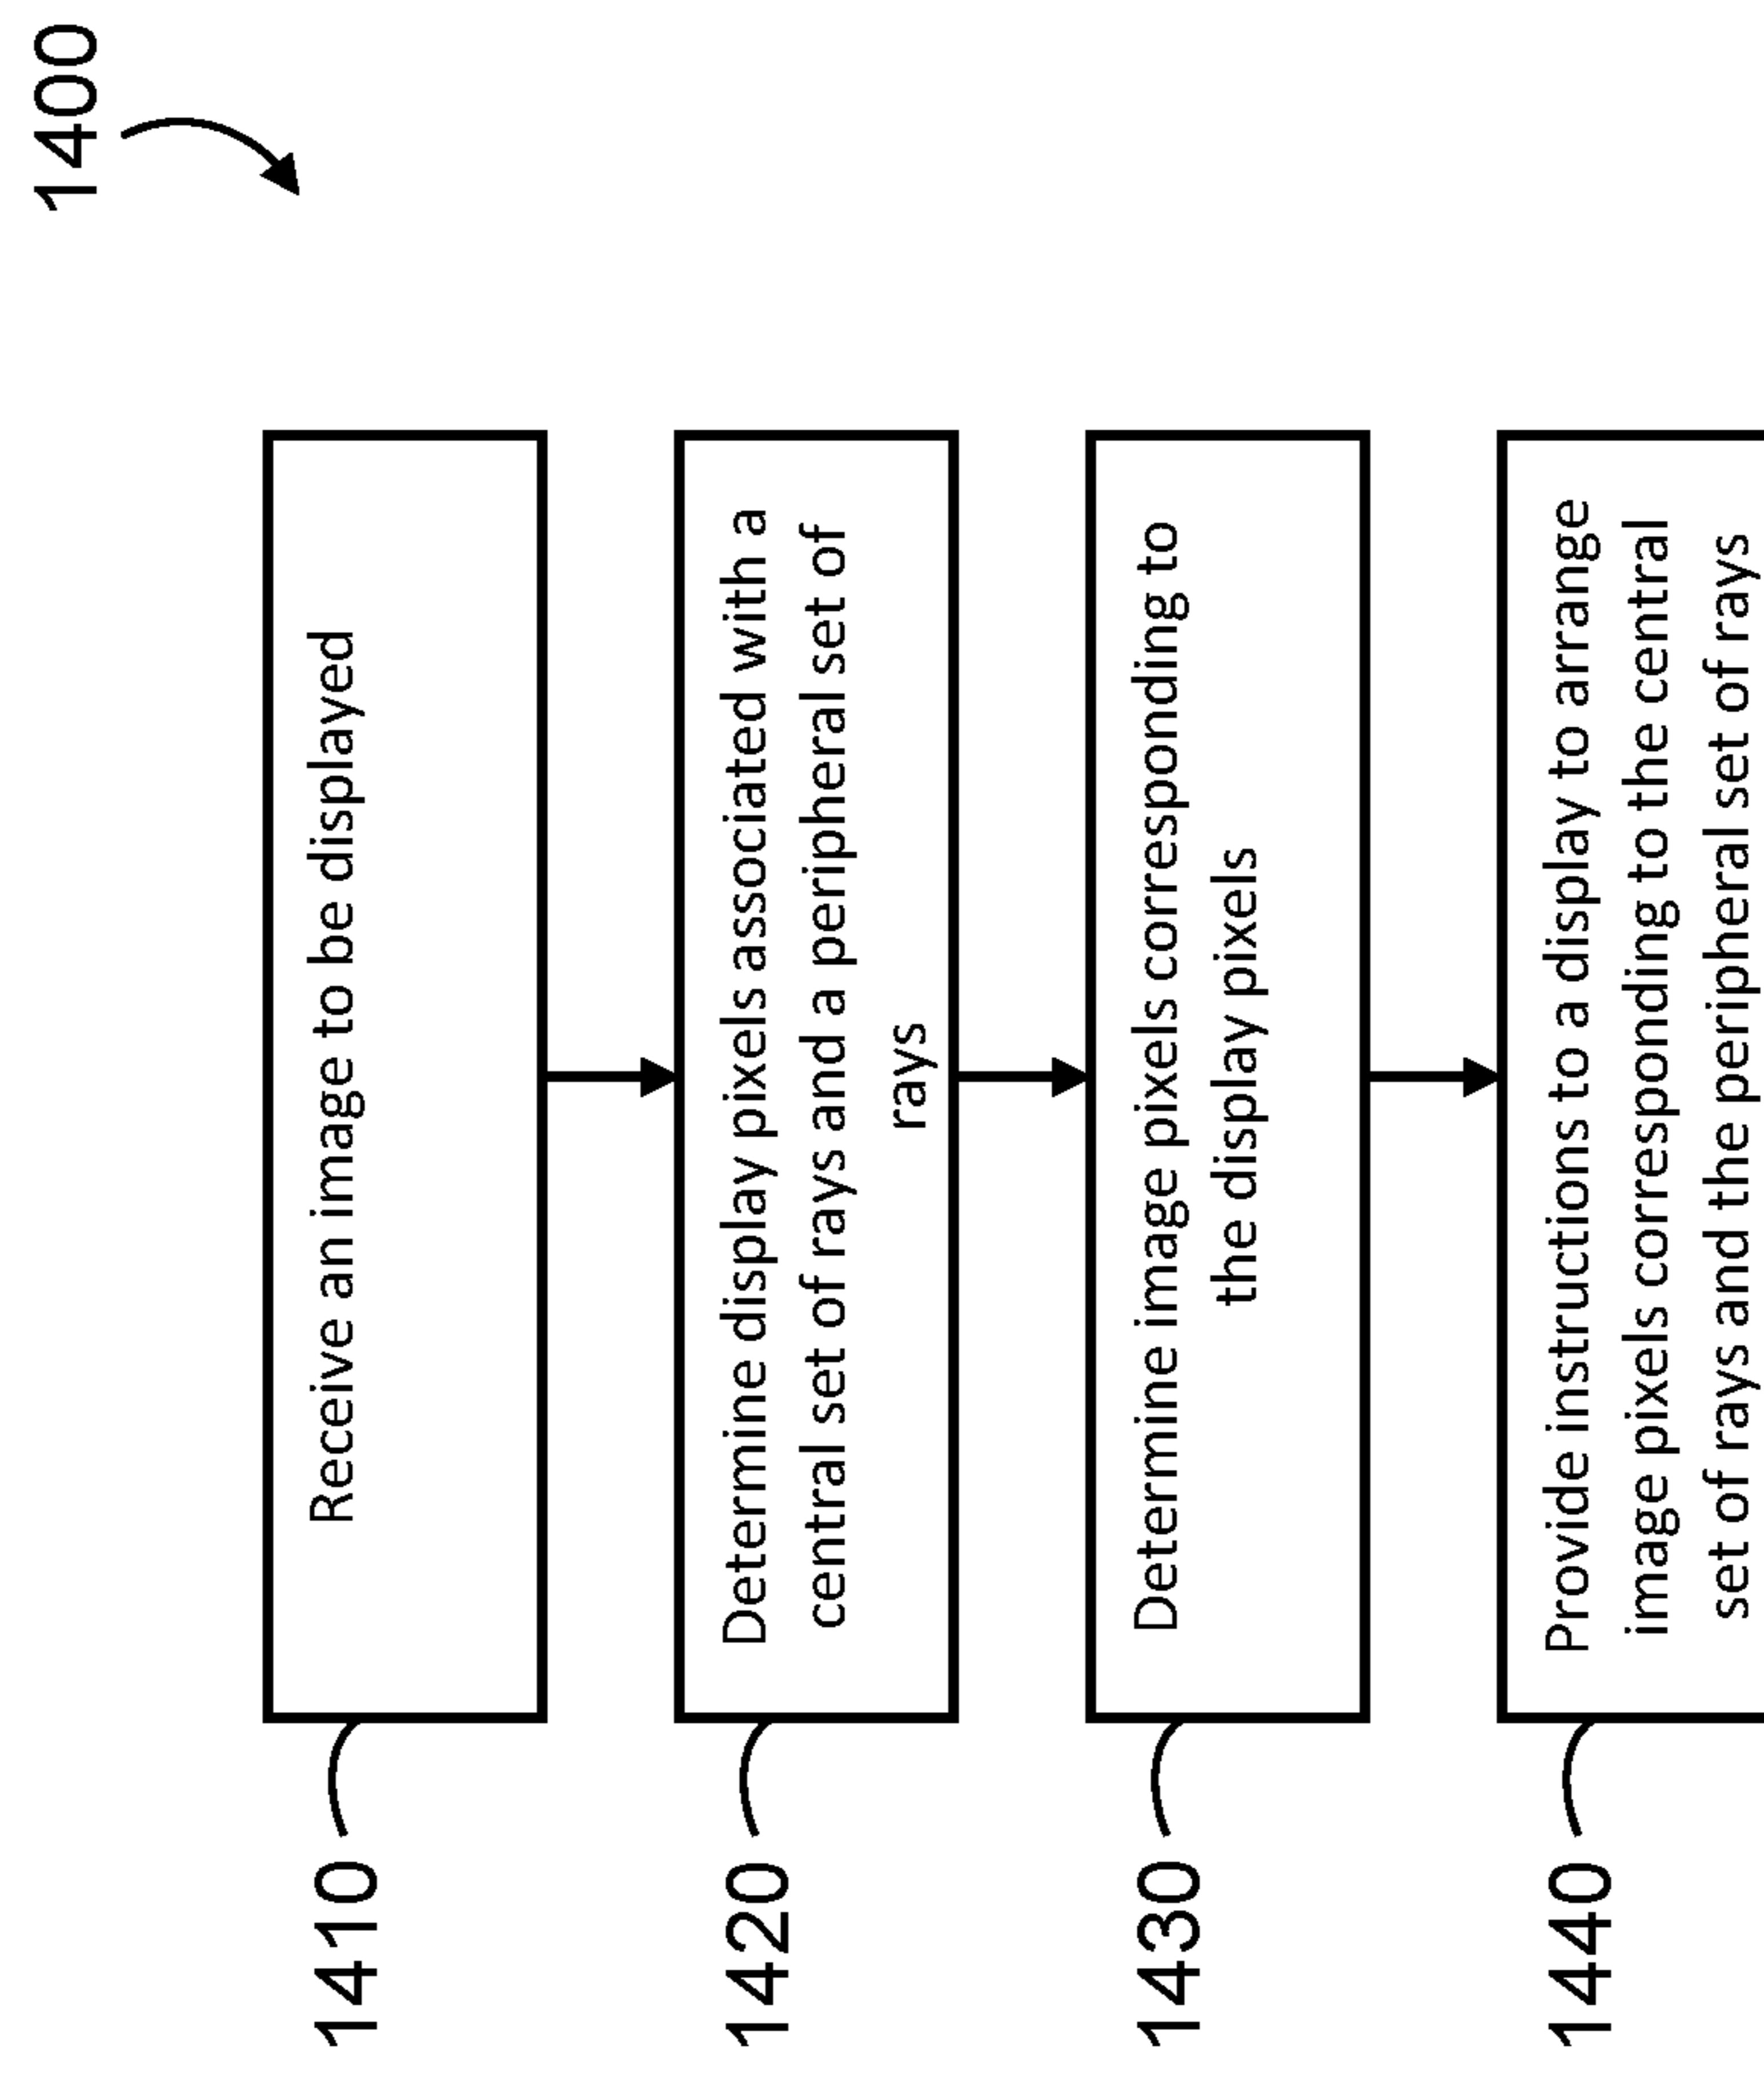 1400
1410
Receive an image to be displayed
1420
Determine display pixels associated with a
central set of rays and a peripheral set of
rays
1430
Determine image pixels corresponding to
the display pixels
1440
Provide instructions to a display to arrange
image pixels corresponding to the central
set of rays and the peripheral set of rays